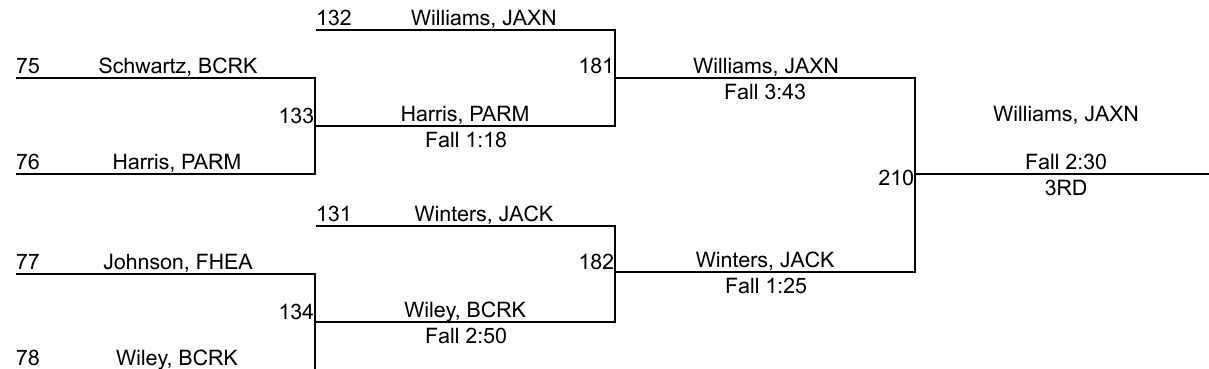 132 Williams, JAXN
75 Schwartz, BCRK
181 Williams, JAXN
Fall 3:43
133 Harris, PARM
Fall 1:18
Williams, JAXN
76 Harris, PARM
Fall 2:30
210 3RD
131 Winters, JACK
77 Johnson, FHEA
182 Winters, JACK
Fall 1:25
134 Wiley, BCRK
Fall 2:50
78 Wiley, BCRK